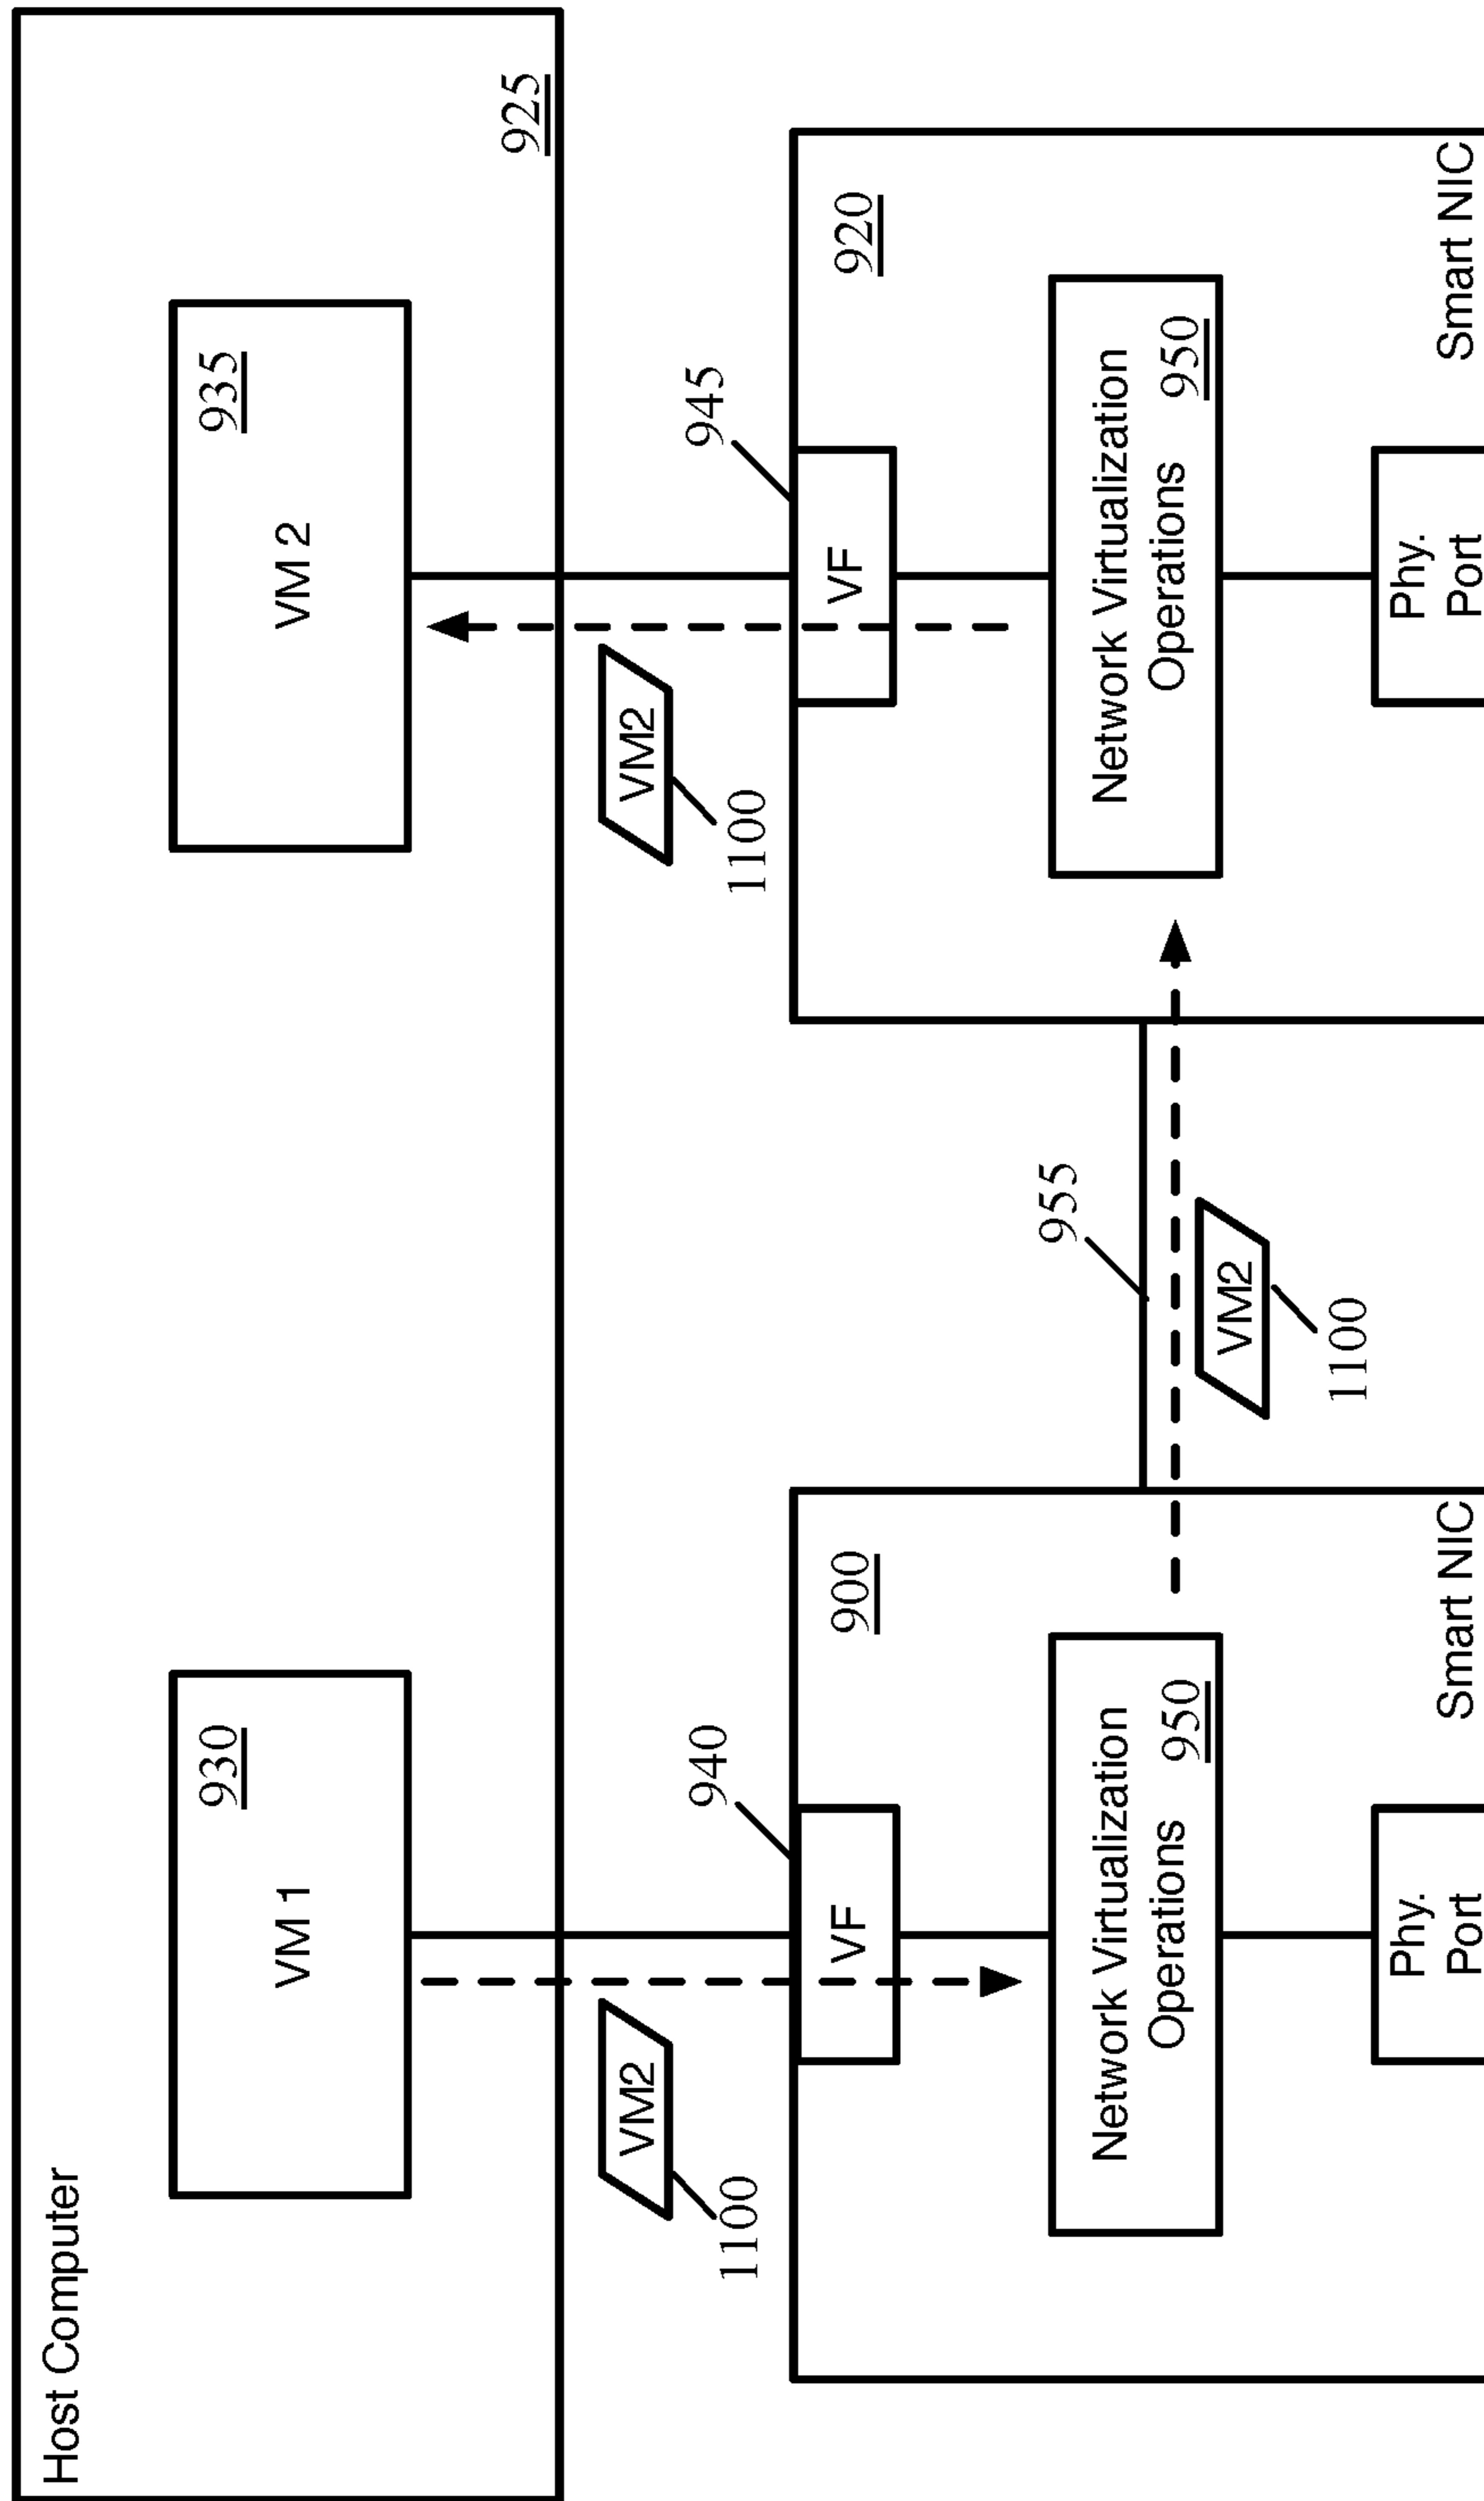 Host Computer
VM 1
930
VM 2
935
925
940
945
VM2
1100
VM2
1100
VF
900
VF
920
955
Network Virtualization
Operations 950
Network Virtualization
Operations 950
VM2
1100
Phy.
Port
Smart NIC
Phy.
Port
Smart NIC